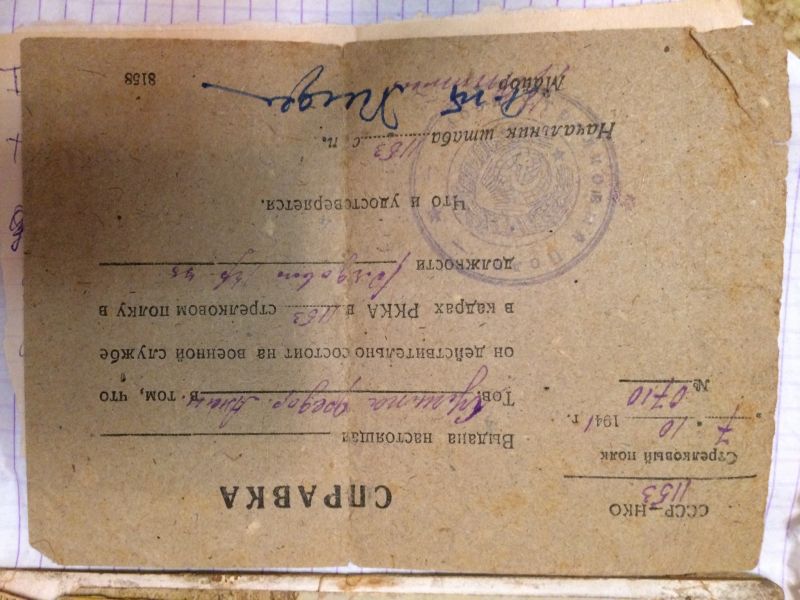 СССР—НКО
1153
Стрелковый полк
"7" 10 1941 г.
№ 0710
СПРАВКА
Выдана настоящая
Тов. в том, что
он действительно состоит на военной службе
в кадрах РККА в 1153 стрелковом полку в
должности
Что и удостоверяется.
Начальник штаба 1153 с. п.
Майор
8158